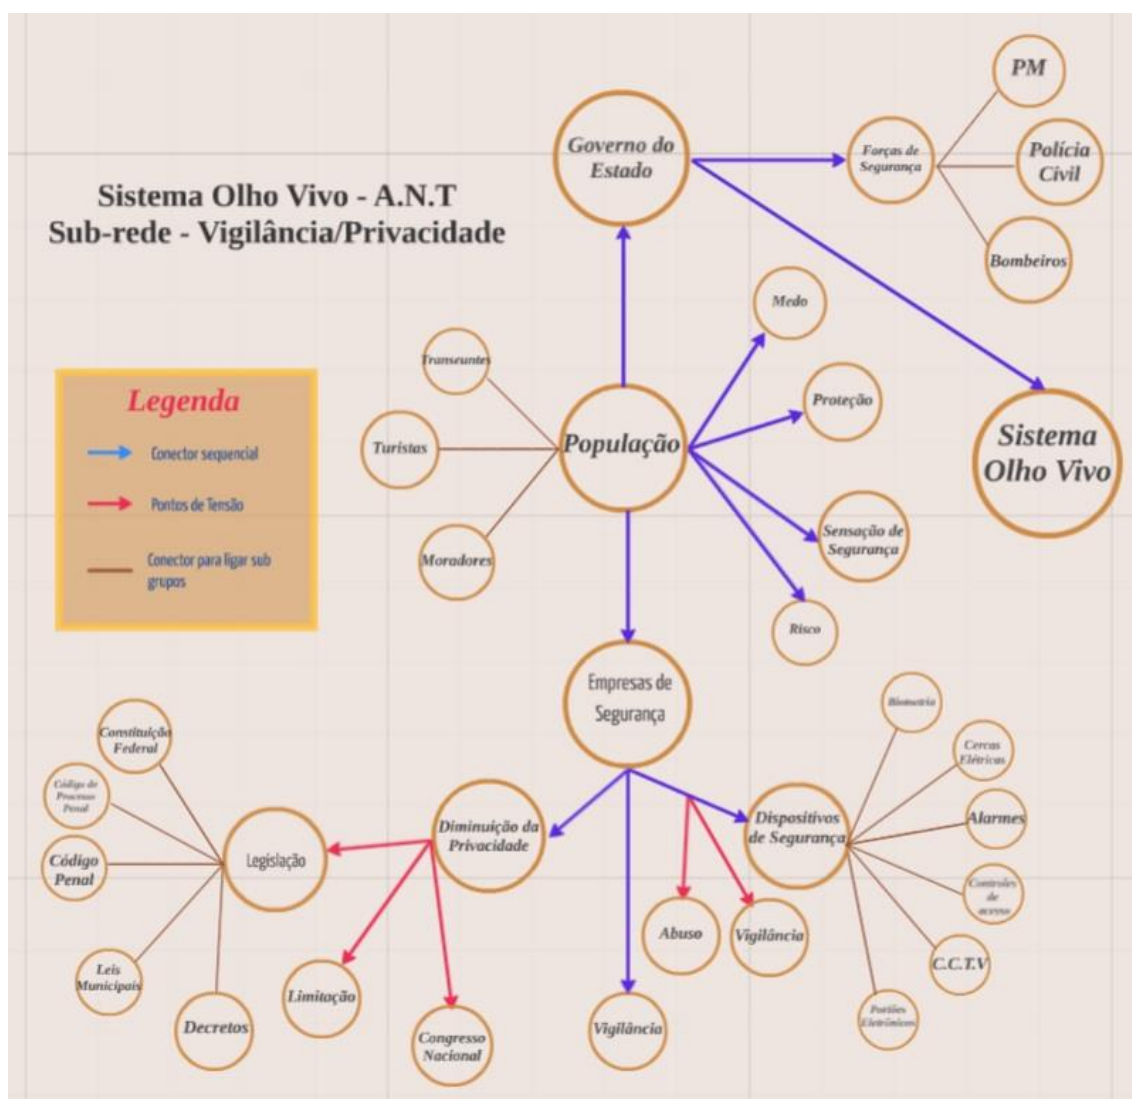 PM
Governo do
Estado
Forças de
Segurança
Polícia
Civil
Sistema Olho Vivo - A.N.T
Sub-rede - Vigilância/Privacidade
Bombeiros
Medo
Transeuntes
Proteção
Legenda
Conector sequencial
Pontos de Tensão
Conector para ligar sub
grupos
Turistas
População
Sistema
Olho Vivo
Moradores
Sensação de
Segurança
Risco
Empresas de
Segurança
Biometria
Constituição
Federal
Cercas
Elétricas
Código de
Processo
Penal
Diminuição da
Privacidade
Dispositivos
de Segurança
Alarmes
Código
Penal
Legislação
Controles
de
acesso
Abuso
Vigilância
C.C.T.V
Leis
Municipais
Limitação
Decretos
Congresso
Nacional
Vigilância
Portões
Eletrônicos